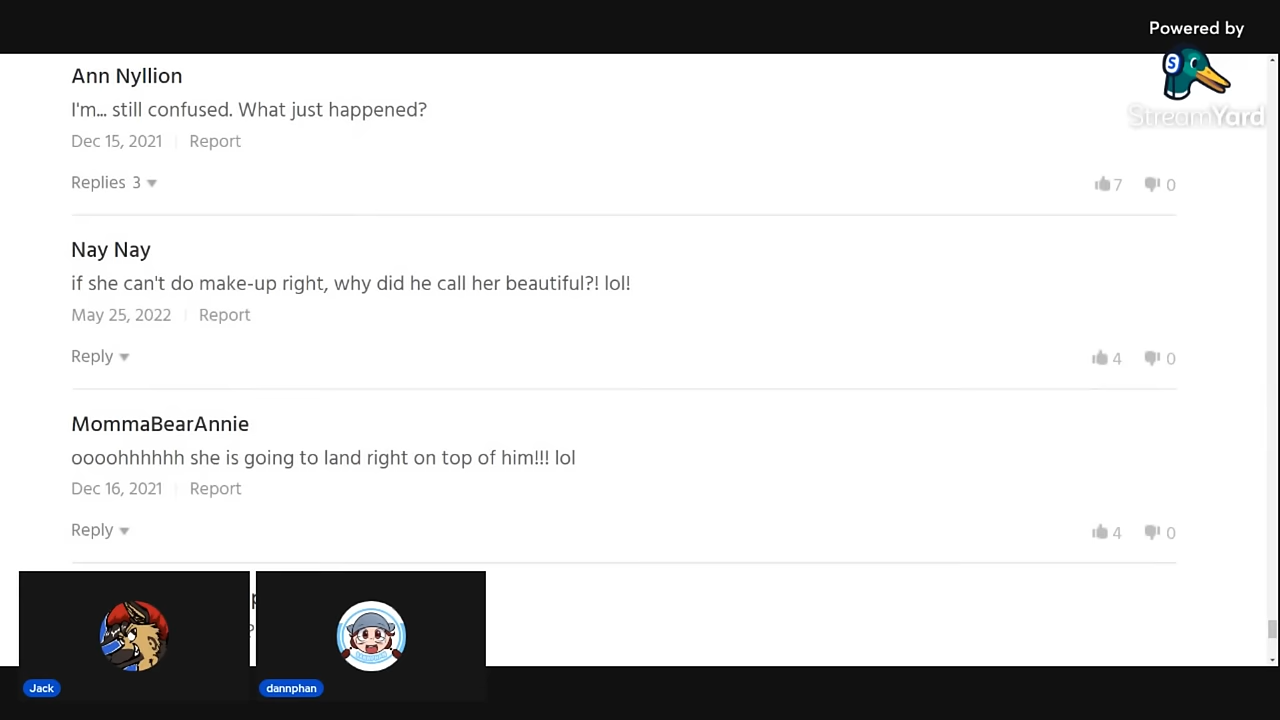 Powered by
StreamYard
Ann Nyllion
I'm... still confused. What just happened?
Dec 15, 2021 Report
Replies 3
7 0
Nay Nay
if she can't do make-up right, why did he call her beautiful?! lol!
May 25, 2022 Report
Reply
4 0
MommaBearAnnie
oooohhhhhh she is going to land right on top of him!!! lol
Dec 16, 2021 Report
Reply
4 0
Jack
dannphan